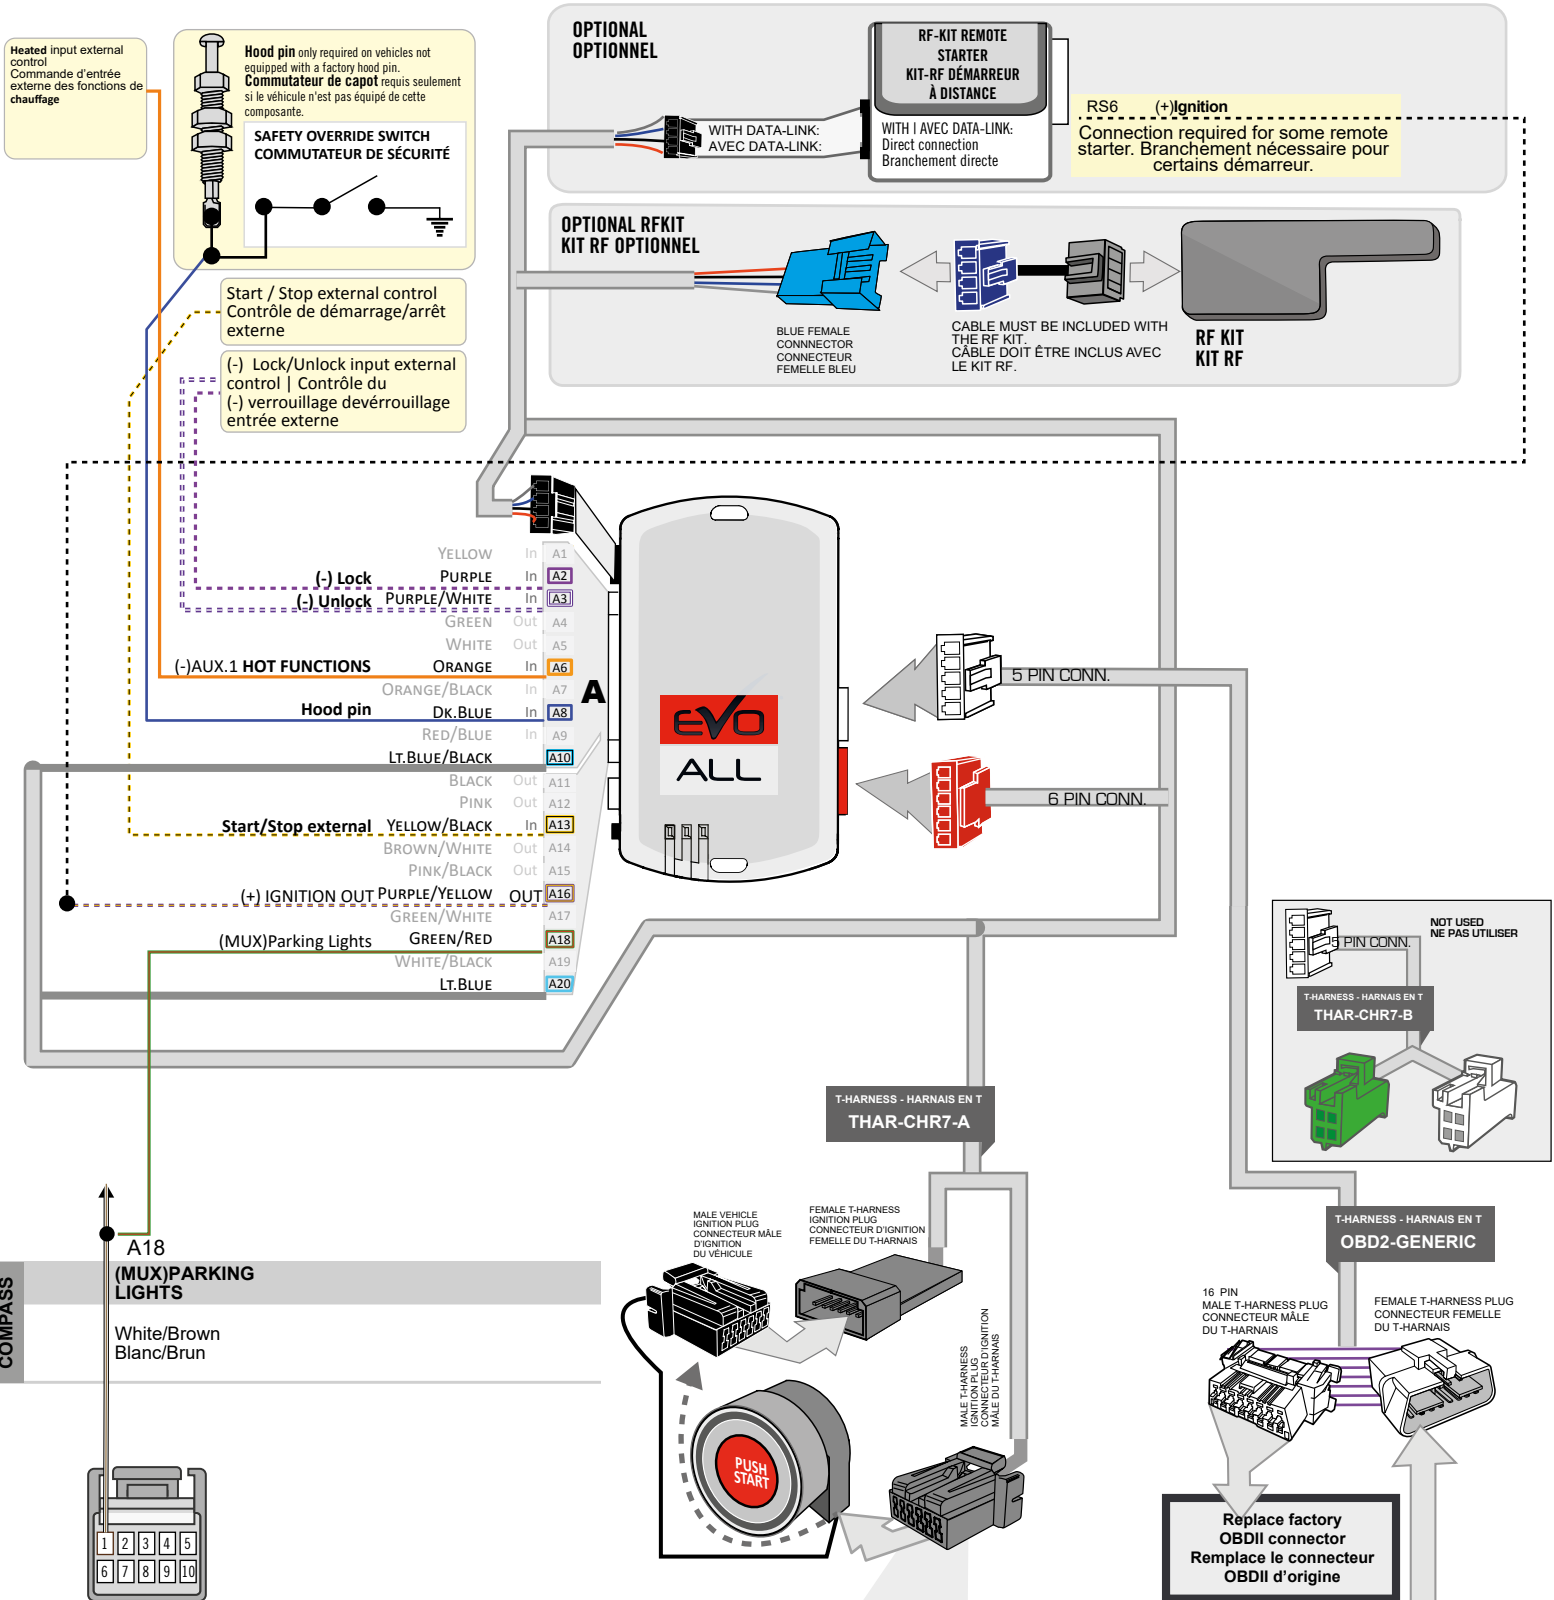 Heated input external
control
Commande d'entrée
externe des fonctions de
chauffage
Hood pin only required on vehicles not
equipped with a factory hood pin.
Commutateur de capot requis seulement
si le véhicule n'est pas équipé de cette
composante.
SAFETY OVERRIDE SWITCH
COMMUTATEUR DE SÉCURITÉ
Start / Stop external control
Contrôle de démarrage/arrêt
externe
(-) Lock/Unlock input external
control | Contrôle du
(-) verrouillage devérrouillage
entrée externe
OPTIONAL
OPTIONNEL
RF-KIT REMOTE
STARTER
KIT-RF DÉMARREUR
À DISTANCE
WITH DATA-LINK:
AVEC DATA-LINK:
WITH | AVEC DATA-LINK:
Direct connection
Branchement directe
RS6 (+)Ignition
Connection required for some remote
starter. Branchement nécessaire pour
certains démarreur.
OPTIONAL RFKIT
KIT RF OPTIONNEL
BLUE FEMALE
CONNNECTOR
CONNECTEUR
FEMELLE BLEU
CABLE MUST BE INCLUDED WITH
THE RF KIT.
CÂBLE DOIT ÊTRE INCLUS AVEC
LE KIT RF.
RF KIT
KIT RF
YELLOW In A1
(-) Lock PURPLE In A2
(-) Unlock PURPLE/WHITE In A3
GREEN Out A4
WHITE Out A5
(-)AUX.1 HOT FUNCTIONS ORANGE In A6
ORANGE/BLACK In A7
Hood pin DK.BLUE In A8
RED/BLUE In A9
LT.BLUE/BLACK A10
BLACK Out A11
PINK Out A12
Start/Stop external YELLOW/BLACK In A13
BROWN/WHITE Out A14
PINK/BLACK Out A15
(+) IGNITION OUT PURPLE/YELLOW OUT A16
GREEN/WHITE A17
(MUX)Parking Lights GREEN/RED A18
WHITE/BLACK A19
LT.BLUE A20
A
EVO
ALL
5 PIN CONN.
6 PIN CONN.
NOT USED
NE PAS UTILISER
5 PIN CONN.
T-HARNESS - HARNAIS EN T
THAR-CHR7-B
T-HARNESS - HARNAIS EN T
THAR-CHR7-A
T-HARNESS - HARNAIS EN T
OBD2-GENERIC
A18
COMPASS
(MUX)PARKING
LIGHTS
White/Brown
Blanc/Brun
1 2 3 4 5
6 7 8 9 10
MALE VEHICLE
IGNITION PLUG
CONNECTEUR MÂLE
D'IGNITION
DU VÉHICULE
FEMALE T-HARNESS
IGNITION PLUG
CONNECTEUR D'IGNITION
FEMELLE DU T-HARNAIS
MALE T-HARNESS
IGNITION PLUG
CONNECTEUR D'IGNITION
MÂLE DU T-HARNAIS
PUSH
START
16 PIN
MALE T-HARNESS PLUG
CONNECTEUR MÂLE
DU T-HARNAIS
FEMALE T-HARNESS PLUG
CONNECTEUR FEMELLE
DU T-HARNAIS
Replace factory
OBDII connector
Remplace le connecteur
OBDII d'origine